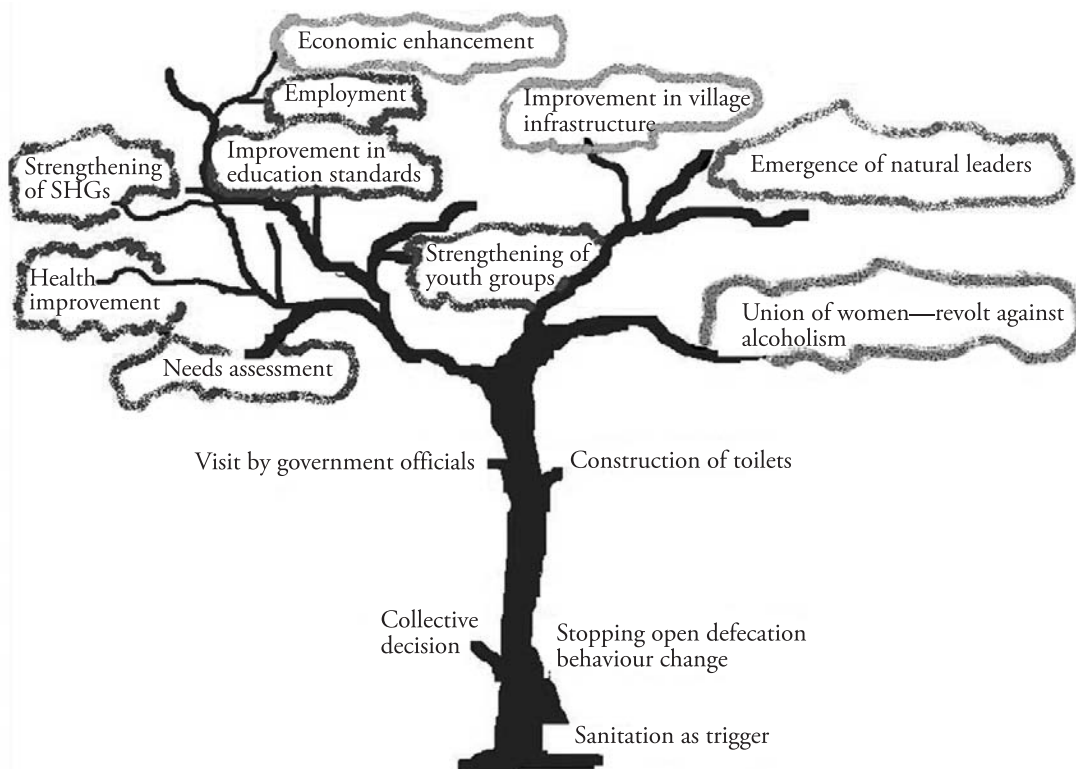 Economic enhancement
Employment
Improvement in village
infrastructure
Improvement in
education standards
Emergence of natural leaders
Strengthening
of SHGs
Strengthening of
youth groups
Health
improvement
Union of women—revolt against
alcoholism
Needs assessment
Visit by government officials
Construction of toilets
Collective
decision
Stopping open defecation
behaviour change
Sanitation as trigger